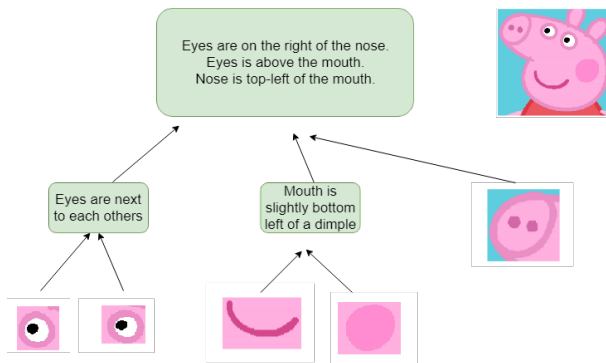 Eyes are on the right of the nose.
Eyes is above the mouth.
Nose is top-left of the mouth.
Eyes are next
to each others
Mouth is
slightly bottom
left of a dimple